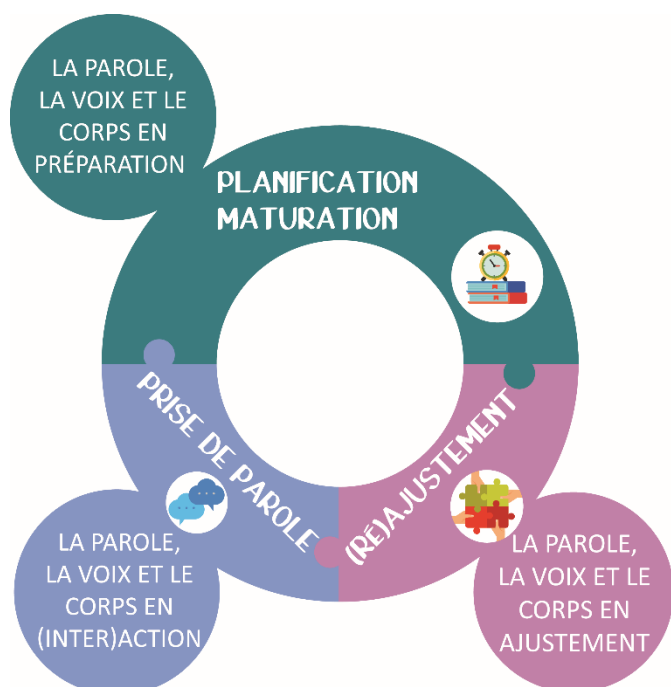 LA PAROLE,
LA VOIX ET LE
CORPS EN
PRÉPARATION
PLANIFICATION
MATURATION
PRISE DE PAROLE
(RÉ)AJUSTEMENT
LA PAROLE,
LA VOIX ET LE
CORPS EN
(INTER)ACTION
LA PAROLE,
LA VOIX ET LE
CORPS EN
AJUSTEMENT